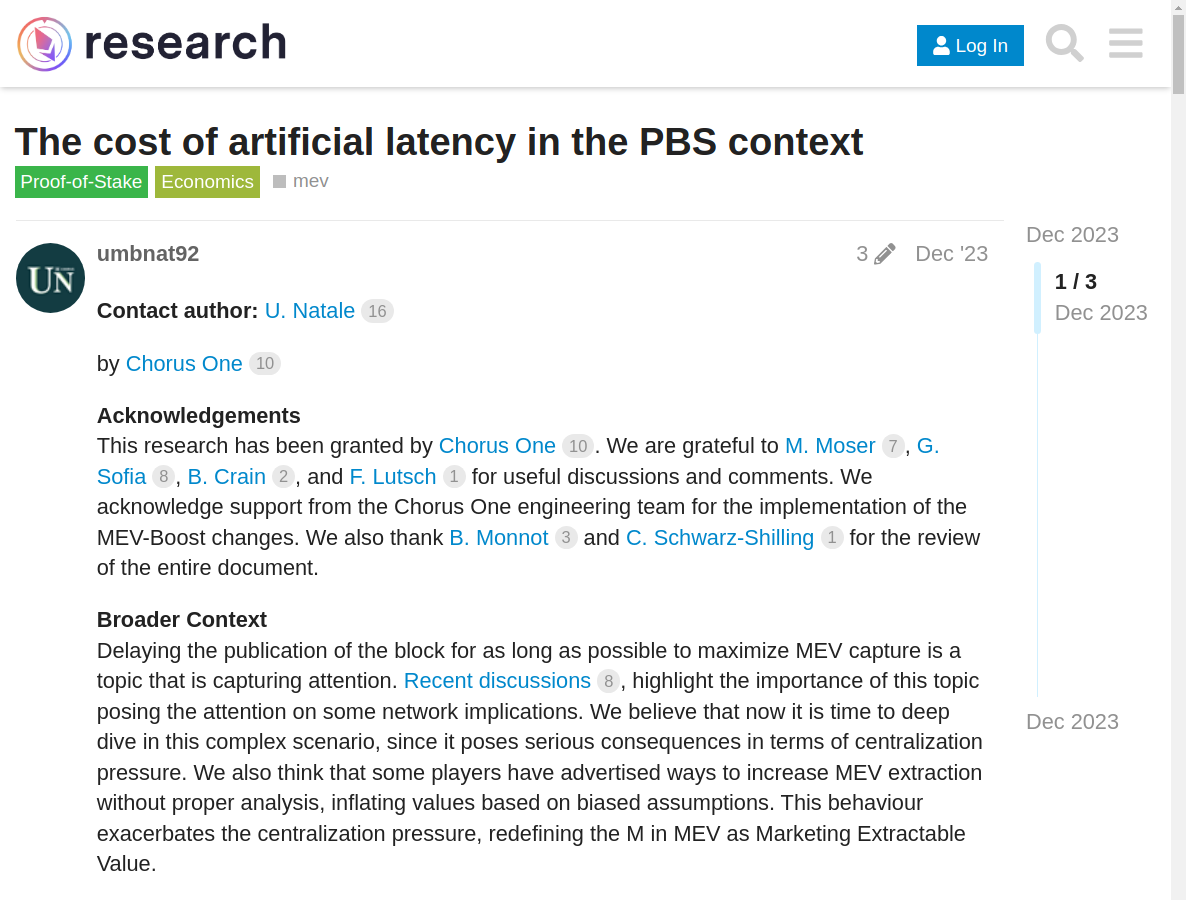 research
Log In
The cost of artificial latency in the PBS context
Proof-of-Stake Economics mev
umbnat92 3 Dec '23
UN
Contact author: U. Natale 16
by Chorus One 10
Acknowledgements
This research has been granted by Chorus One 10. We are grateful to M. Moser 7, G.
Sofia 8, B. Crain 2, and F. Lutsch 1 for useful discussions and comments. We
acknowledge support from the Chorus One engineering team for the implementation of the
MEV-Boost changes. We also thank B. Monnot 3 and C. Schwarz-Shilling 1 for the review
of the entire document.
Broader Context
Delaying the publication of the block for as long as possible to maximize MEV capture is a
topic that is capturing attention. Recent discussions 8, highlight the importance of this topic
posing the attention on some network implications. We believe that now it is time to deep
dive in this complex scenario, since it poses serious consequences in terms of centralization
pressure. We also think that some players have advertised ways to increase MEV extraction
without proper analysis, inflating values based on biased assumptions. This behaviour
exacerbates the centralization pressure, redefining the M in MEV as Marketing Extractable
Value.
Dec 2023
1 / 3
Dec 2023
Dec 2023